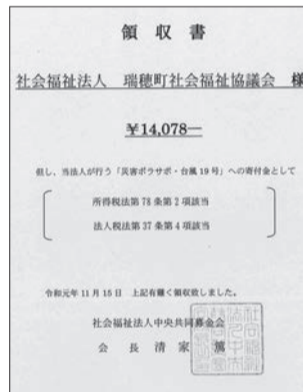 領収書
社会福祉法人 瑞穂町社会福祉協議会 様
￥14,078―
但し、当法人が行う「災害ボラサポ・台風19号」への寄付金として
所得税法第78条第2項該当
法人税法第37条第4項該当
令和元年11月15日 上記有難く領収致しました。
社会福祉法人中央共同募金会
会長 清家 篤